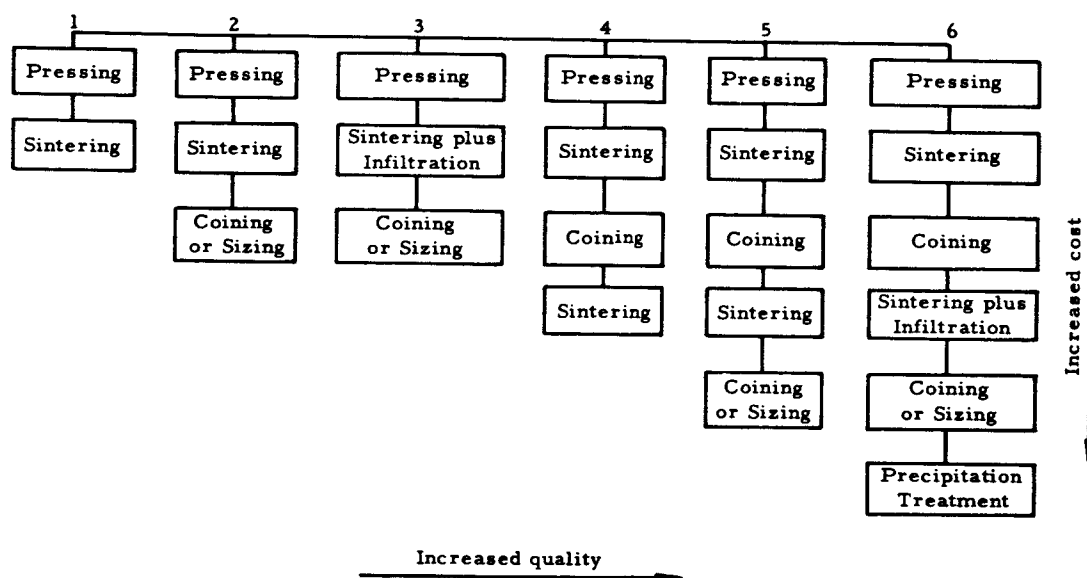 1 2 3 4 5 6
Pressing Pressing Pressing Pressing Pressing Pressing
Sintering Sintering Sintering plus Infiltration Sintering Sintering Sintering
Coining or Sizing Coining or Sizing Coining Coining Coining
Sintering Sintering Sintering plus Infiltration
Coining or Sizing Coining or Sizing
Precipitation Treatment
Increased cost
Increased quality